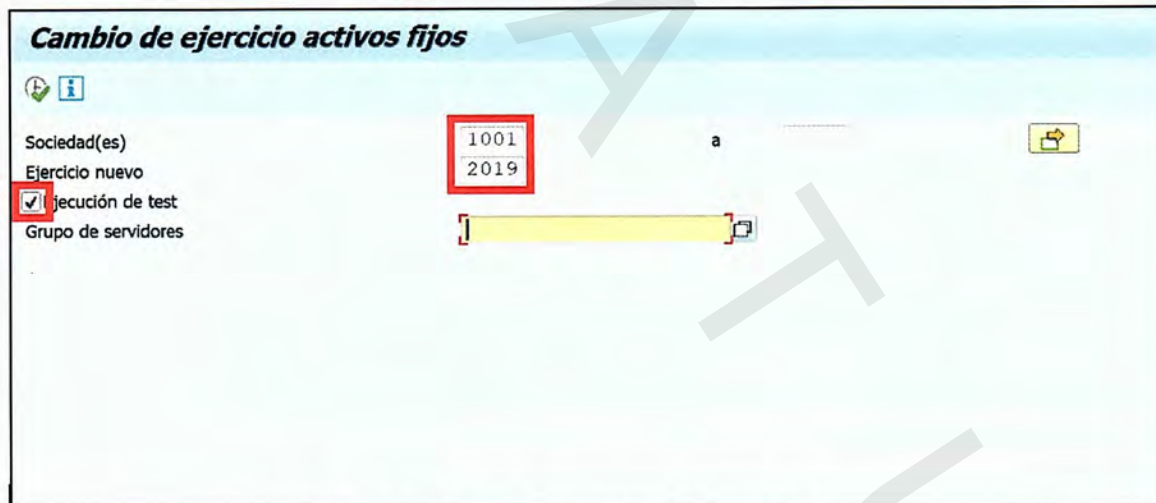 Cambio de ejercicio activos fijos
Sociedad(es) 1001 a
Ejercicio nuevo 2019
jecución de test
Grupo de servidores
A
T
I